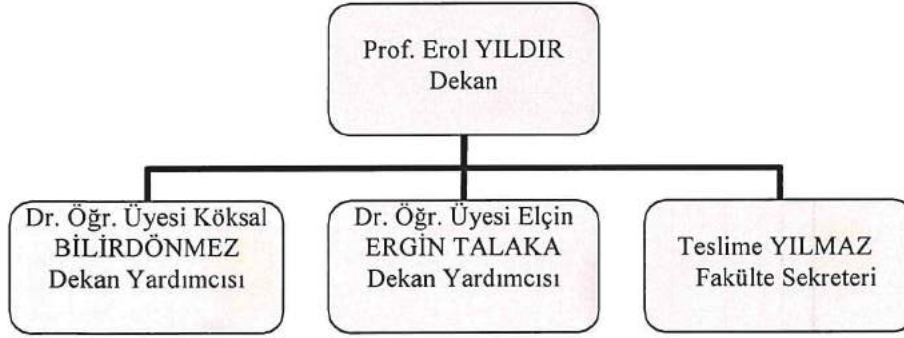 Prof. Erol YILDIR
Dekan
Dr. Öğr. Üyesi Köksal
BİLİRDÖNMEZ
Dekan Yardımcısı
Dr. Öğr. Üyesi Elçin
ERGİN TALAKA
Dekan Yardımcısı
Teslime YILMAZ
Fakülte Sekreteri